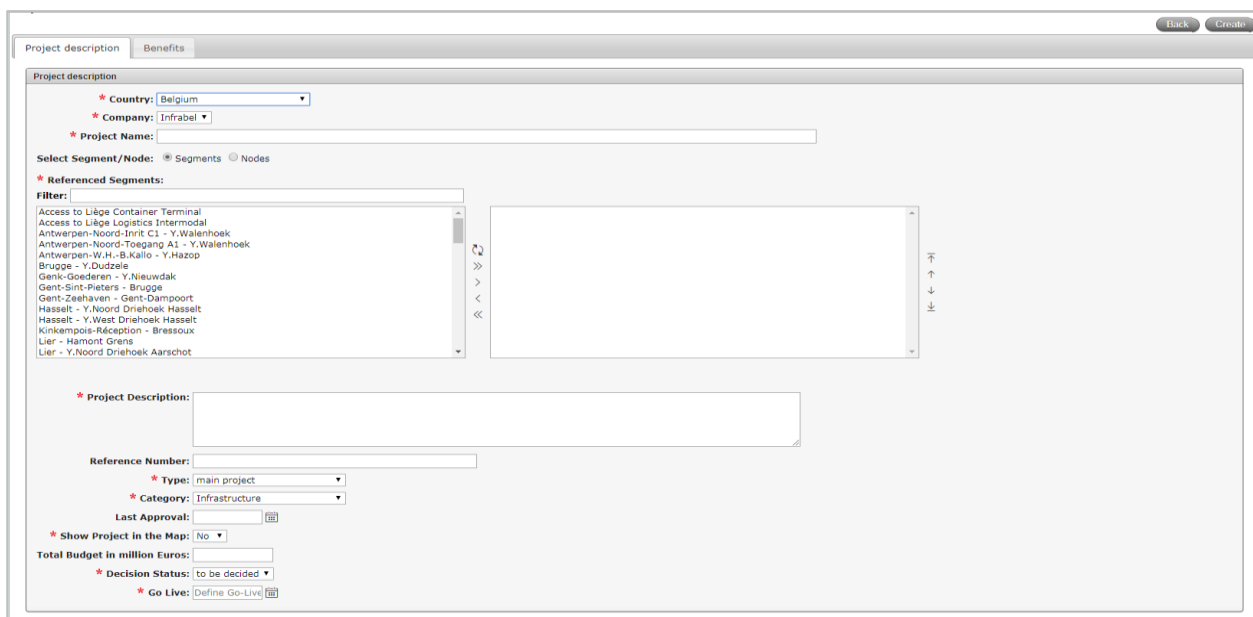 Back Create
Project description Benefits
Project description
* Country: Belgium
* Company: Infrabel
* Project Name:
Select Segment/Node: Segments Nodes
* Referenced Segments:
Filter:
Access to Liège Container Terminal
Access to Liège Logistics Intermodal
Antwerpen-Noord-Inrit C1 - Y.Walenhoek
Antwerpen-Noord-Toegang A1 - Y.Walenhoek
Antwerpen-W.H.-B.Kallo - Y.Hazop
Brugge - Y.Dudzele
Genk-Goederen - Y.Nieuwdak
Gent-Sint-Pieters - Brugge
Gent-Zeehaven - Gent-Dampoort
Hasselt - Y.Noord Driehoek Hasselt
Hasselt - Y.West Driehoek Hasselt
Kinkempois-Réception - Bressoux
Lier - Hamont Grens
Lier - Y.Noord Driehoek Aarschot
* Project Description:
Reference Number:
* Type: main project
* Category: Infrastructure
Last Approval:
* Show Project in the Map: No
Total Budget in million Euros:
* Decision Status: to be decided
* Go Live: Define Go-Live